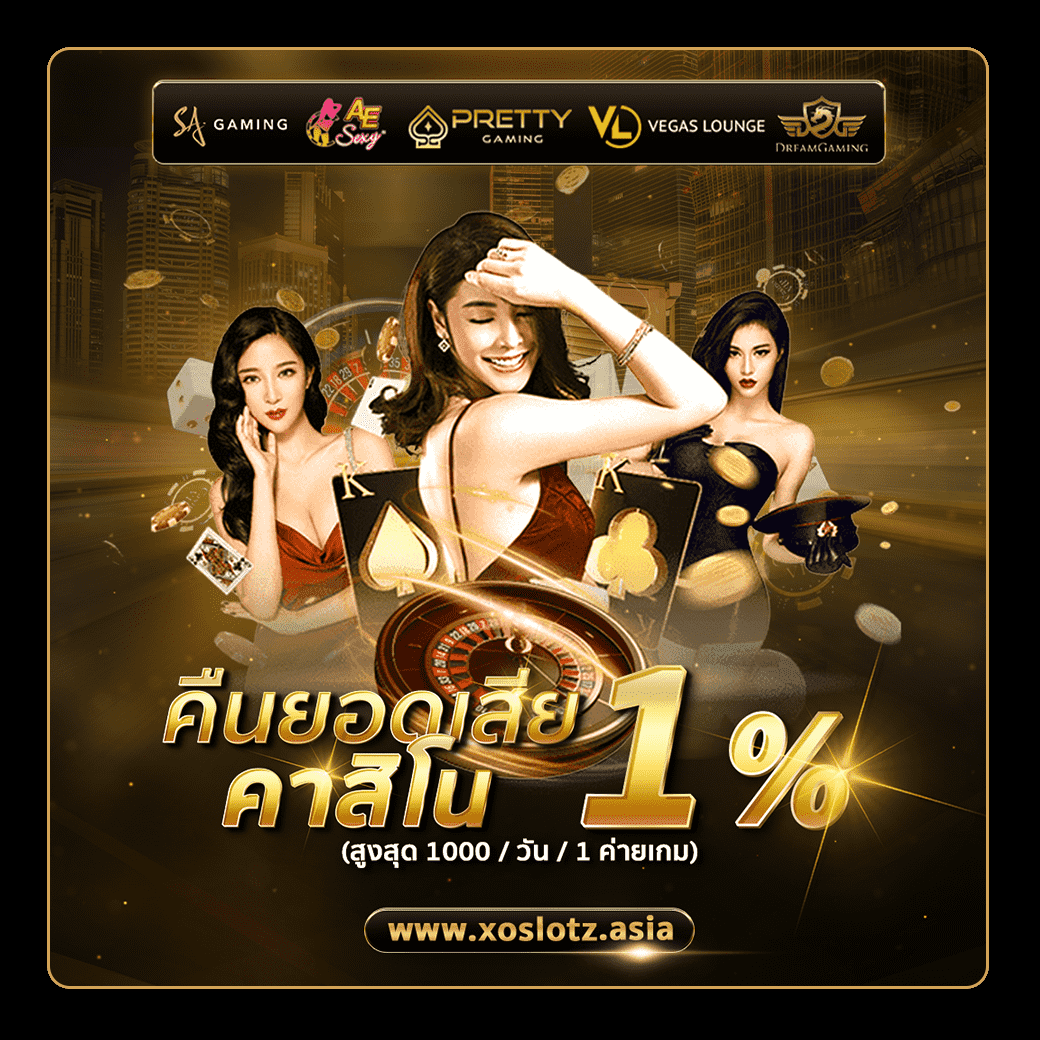 SA GAMING
AE Sexy
PRETTY GAMING
VL VEGAS LOUNGE
DG DREAMGAMING
K
K
คืนยอดเสีย
คาสิโน 1%
(สูงสุด 1000 / วัน / 1 ค่ายเกม)
www.xoslotz.asia